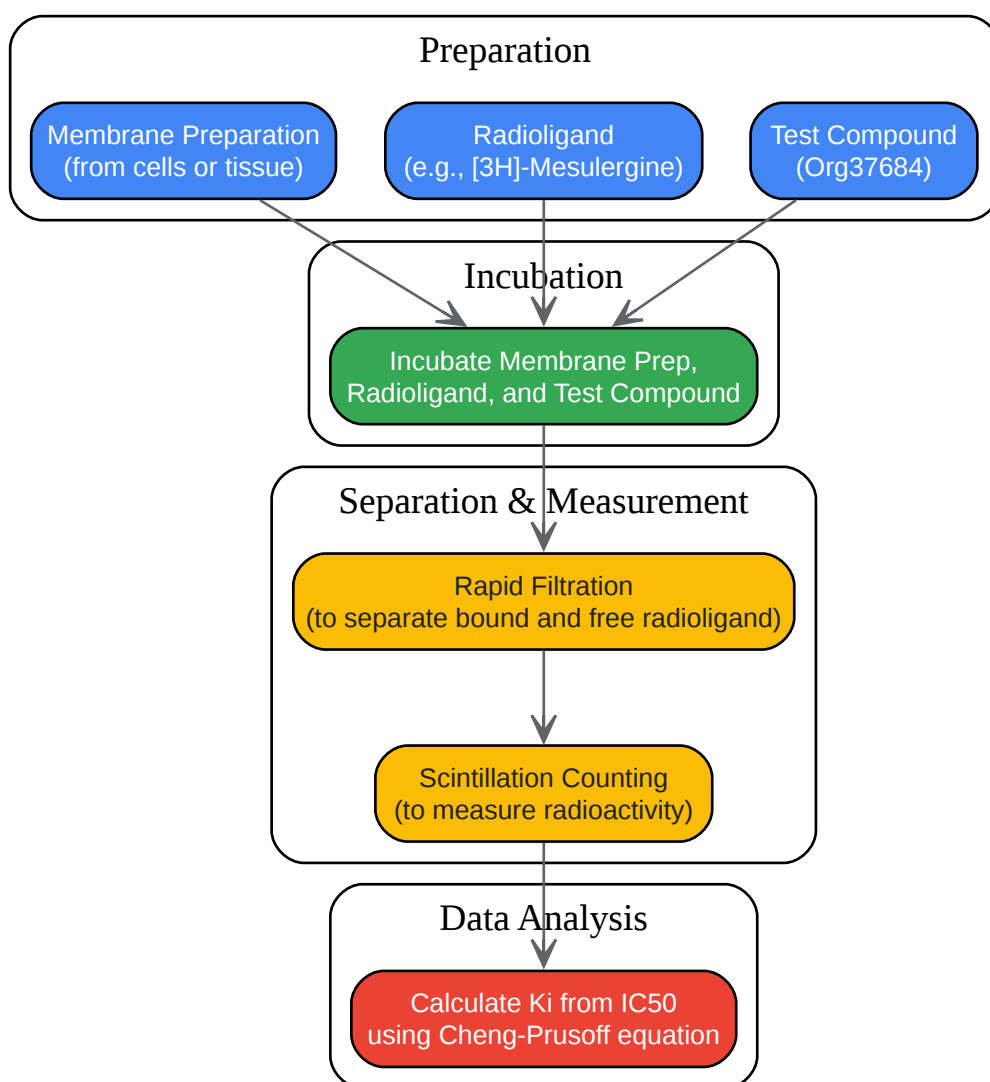 Preparation
Membrane Preparation
(from cells or tissue)
Radioligand
(e.g., [3H]-Mesulergine)
Test Compound
(Org37684)
Incubation
Incubate Membrane Prep,
Radioligand, and Test Compound
Separation & Measurement
Rapid Filtration
(to separate bound and free radioligand)
Scintillation Counting
(to measure radioactivity)
Data Analysis
Calculate Ki from IC50
using Cheng-Prusoff equation